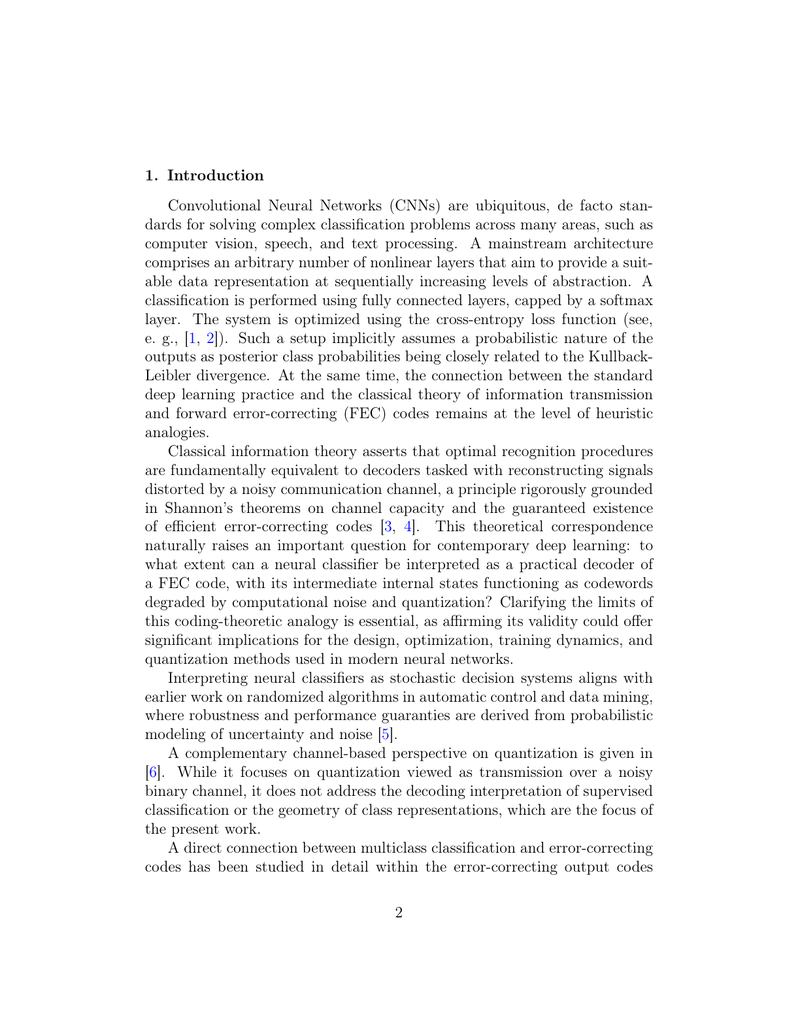 1. Introduction
Convolutional Neural Networks (CNNs) are ubiquitous, de facto stan-
dards for solving complex classification problems across many areas, such as
computer vision, speech, and text processing. A mainstream architecture
comprises an arbitrary number of nonlinear layers that aim to provide a suit-
able data representation at sequentially increasing levels of abstraction. A
classification is performed using fully connected layers, capped by a softmax
layer. The system is optimized using the cross-entropy loss function (see,
e. g., [1, 2]). Such a setup implicitly assumes a probabilistic nature of the
outputs as posterior class probabilities being closely related to the Kullback-
Leibler divergence. At the same time, the connection between the standard
deep learning practice and the classical theory of information transmission
and forward error-correcting (FEC) codes remains at the level of heuristic
analogies.
Classical information theory asserts that optimal recognition procedures
are fundamentally equivalent to decoders tasked with reconstructing signals
distorted by a noisy communication channel, a principle rigorously grounded
in Shannon's theorems on channel capacity and the guaranteed existence
of efficient error-correcting codes [3, 4]. This theoretical correspondence
naturally raises an important question for contemporary deep learning: to
what extent can a neural classifier be interpreted as a practical decoder of
a FEC code, with its intermediate internal states functioning as codewords
degraded by computational noise and quantization? Clarifying the limits of
this coding-theoretic analogy is essential, as affirming its validity could offer
significant implications for the design, optimization, training dynamics, and
quantization methods used in modern neural networks.
Interpreting neural classifiers as stochastic decision systems aligns with
earlier work on randomized algorithms in automatic control and data mining,
where robustness and performance guaranties are derived from probabilistic
modeling of uncertainty and noise [5].
A complementary channel-based perspective on quantization is given in
[6]. While it focuses on quantization viewed as transmission over a noisy
binary channel, it does not address the decoding interpretation of supervised
classification or the geometry of class representations, which are the focus of
the present work.
A direct connection between multiclass classification and error-correcting
codes has been studied in detail within the error-correcting output codes
2